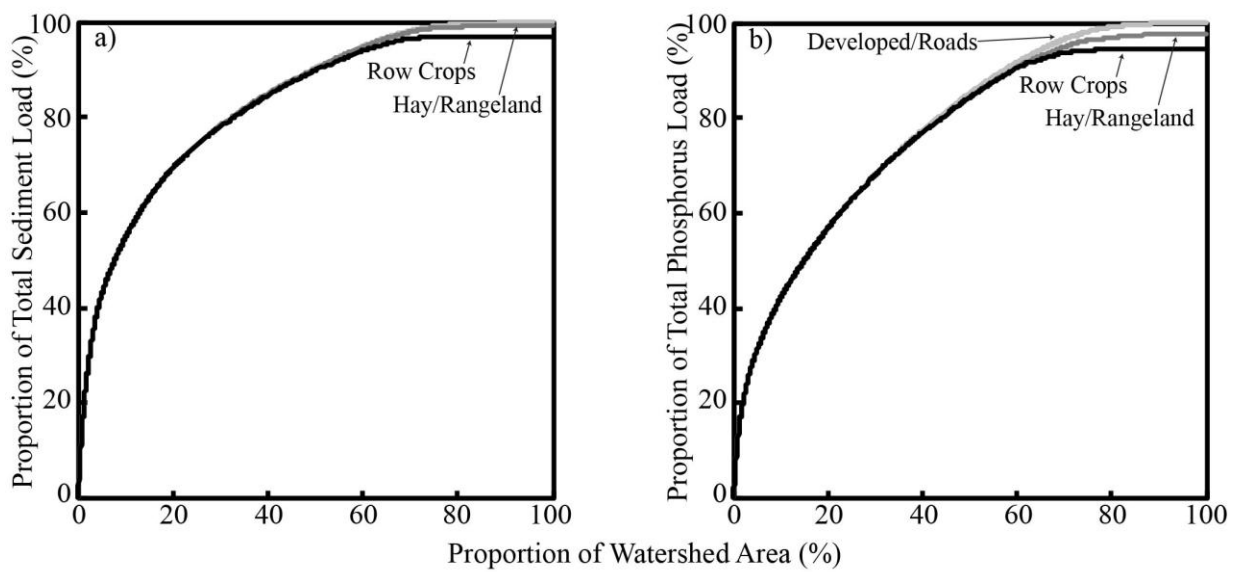 a)
Proportion of Total Sediment Load (%)
100
80
60
40
20
0
0 20 40 60 80 100
Row Crops
Hay/Rangeland
b)
Proportion of Total Phosphorus Load (%)
100
80
60
40
20
0
0 20 40 60 80 100
Developed/Roads
Row Crops
Hay/Rangeland
Proportion of Watershed Area (%)